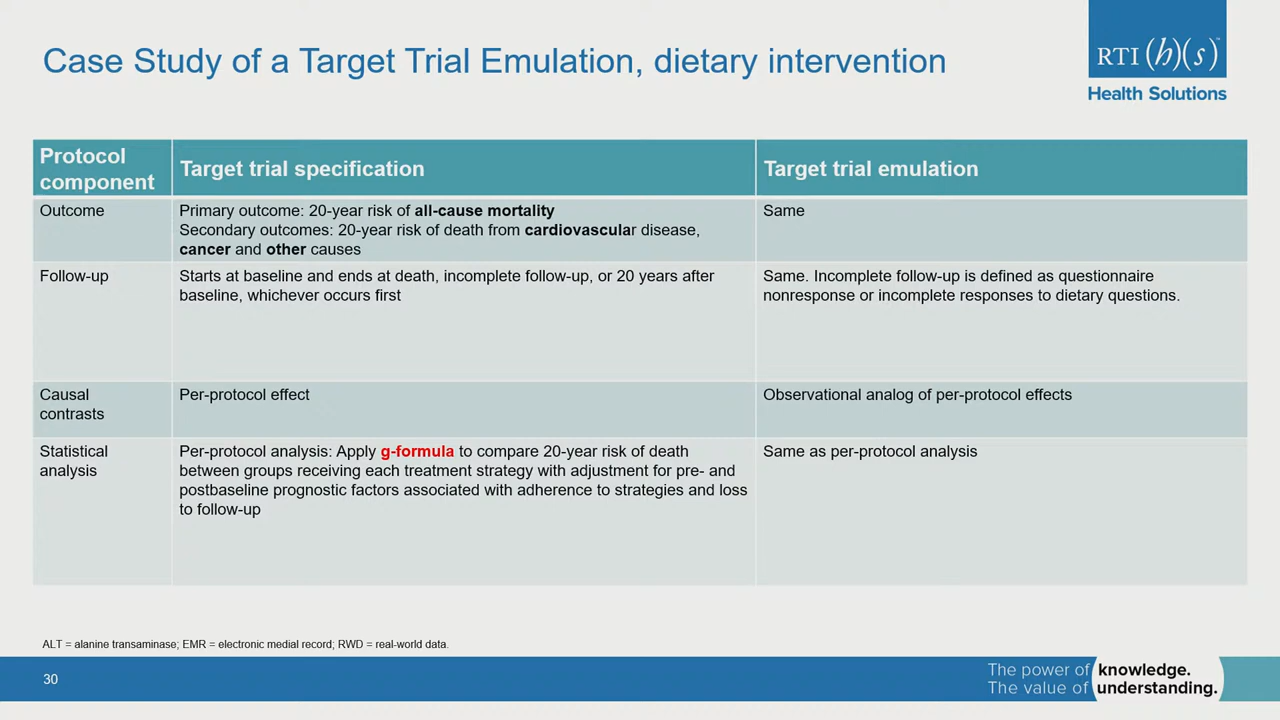 Case Study of a Target Trial Emulation, dietary intervention
RTI (h)(s)™
Health Solutions
Protocol
component
Target trial specification
Target trial emulation
Outcome
Primary outcome: 20-year risk of all-cause mortality
Secondary outcomes: 20-year risk of death from cardiovascular disease,
cancer and other causes
Same
Follow-up
Starts at baseline and ends at death, incomplete follow-up, or 20 years after
baseline, whichever occurs first
Same. Incomplete follow-up is defined as questionnaire
nonresponse or incomplete responses to dietary questions.
Causal
contrasts
Per-protocol effect
Observational analog of per-protocol effects
Statistical
analysis
Per-protocol analysis: Apply g-formula to compare 20-year risk of death
between groups receiving each treatment strategy with adjustment for pre- and
postbaseline prognostic factors associated with adherence to strategies and loss
to follow-up
Same as per-protocol analysis
ALT = alanine transaminase; EMR = electronic medial record; RWD = real-world data.
30
The power of knowledge.
The value of understanding.